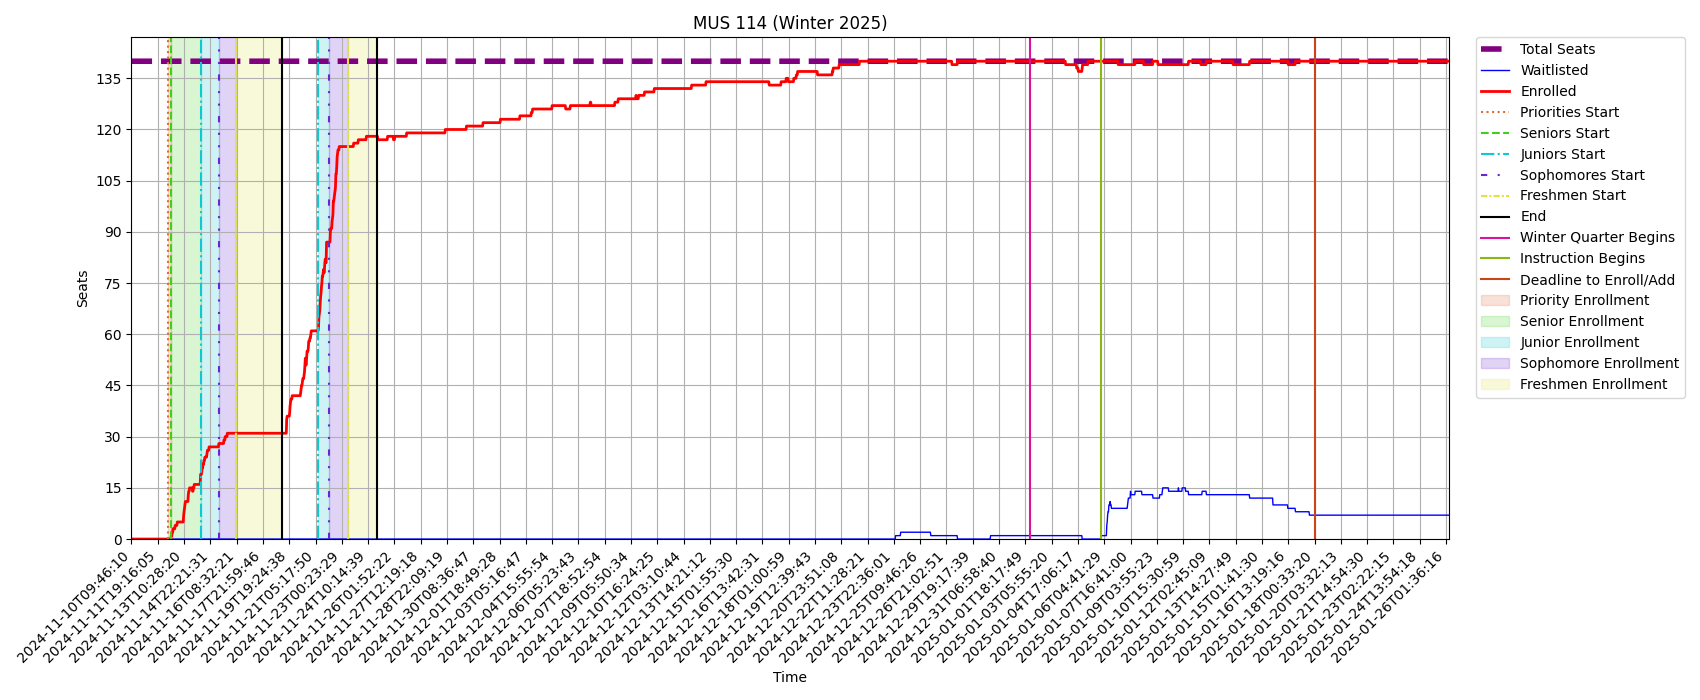 MUS 114 (Winter 2025)
Seats
135
120
105
90
75
60
45
30
15
0
2024-11-10T09:46:10
2024-11-11T19:16:05
2024-11-13T10:28:20
2024-11-14T22:21:31
2024-11-16T08:32:22
2024-11-17T21:59:46
2024-11-19T19:24:38
2024-11-21T05:17:50
2024-11-23T00:23:29
2024-11-24T10:14:39
2024-11-26T01:52:22
2024-11-27T12:19:18
2024-11-28T22:09:19
2024-11-30T08:36:47
2024-12-01T18:49:28
2024-12-03T05:16:47
2024-12-04T15:55:54
2024-12-06T05:23:43
2024-12-07T18:52:54
2024-12-09T05:50:34
2024-12-10T16:24:25
2024-12-12T03:10:44
2024-12-13T14:21:12
2024-12-15T01:55:30
2024-12-16T13:42:31
2024-12-18T01:00:59
2024-12-19T12:39:43
2024-12-20T23:51:08
2024-12-22T11:28:21
2024-12-23T22:36:01
2024-12-25T09:46:26
2024-12-26T21:02:51
2024-12-29T19:17:39
2024-12-31T06:58:40
2025-01-01T18:17:49
2025-01-03T05:55:20
2025-01-04T17:06:17
2025-01-06T04:41:29
2025-01-07T16:41:00
2025-01-09T03:55:23
2025-01-10T15:30:59
2025-01-12T02:45:09
2025-01-13T14:27:49
2025-01-15T01:41:30
2025-01-16T13:19:16
2025-01-18T00:33:20
2025-01-20T03:32:13
2025-01-21T14:54:30
2025-01-23T02:22:15
2025-01-24T13:54:18
2025-01-26T01:36:16
Time
Total Seats
Waitlisted
Enrolled
Priorities Start
Seniors Start
Juniors Start
Sophomores Start
Freshmen Start
End
Winter Quarter Begins
Instruction Begins
Deadline to Enroll/Add
Priority Enrollment
Senior Enrollment
Junior Enrollment
Sophomore Enrollment
Freshmen Enrollment